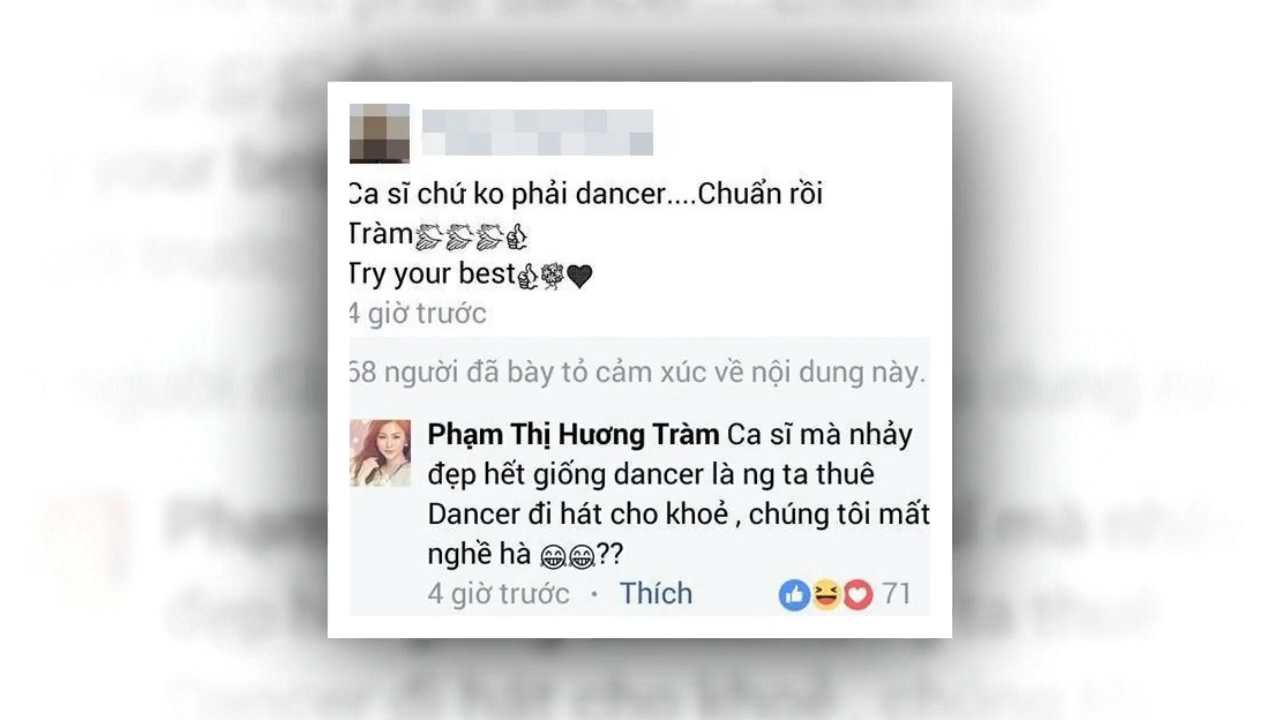 Ca sĩ chứ ko phải dancer....Chuẩn rồi
Tràm
Try your best
4 giờ trước
68 người đã bày tỏ cảm xúc về nội dung này.
Phạm Thị Hương Tràm Ca sĩ mà nhảy
đẹp hết giống dancer là ng ta thuê
Dancer đi hát cho khoẻ , chúng tôi mất
nghề hà 😁😁??
4 giờ trước · Thích 71